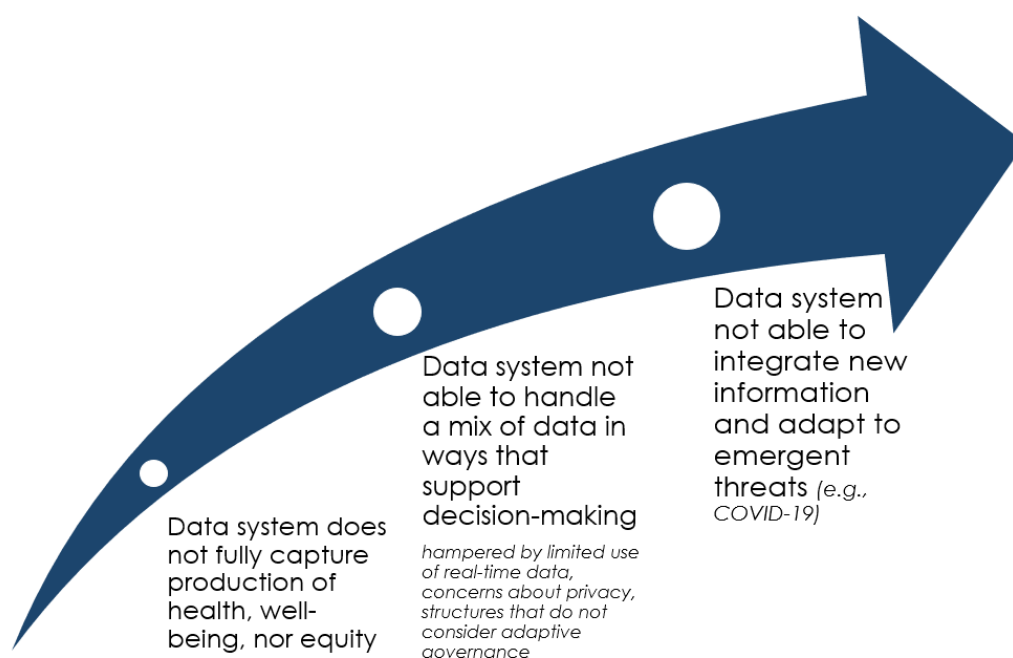 Data system does
not fully capture
production of
health, well-
being, nor equity
Data system not
able to handle
a mix of data in
ways that
support
decision-making
hampered by limited use
of real-time data,
concerns about privacy,
structures that do not
consider adaptive
governance
Data system
not able to
integrate new
information
and adapt to
emergent
threats (e.g.,
COVID-19)